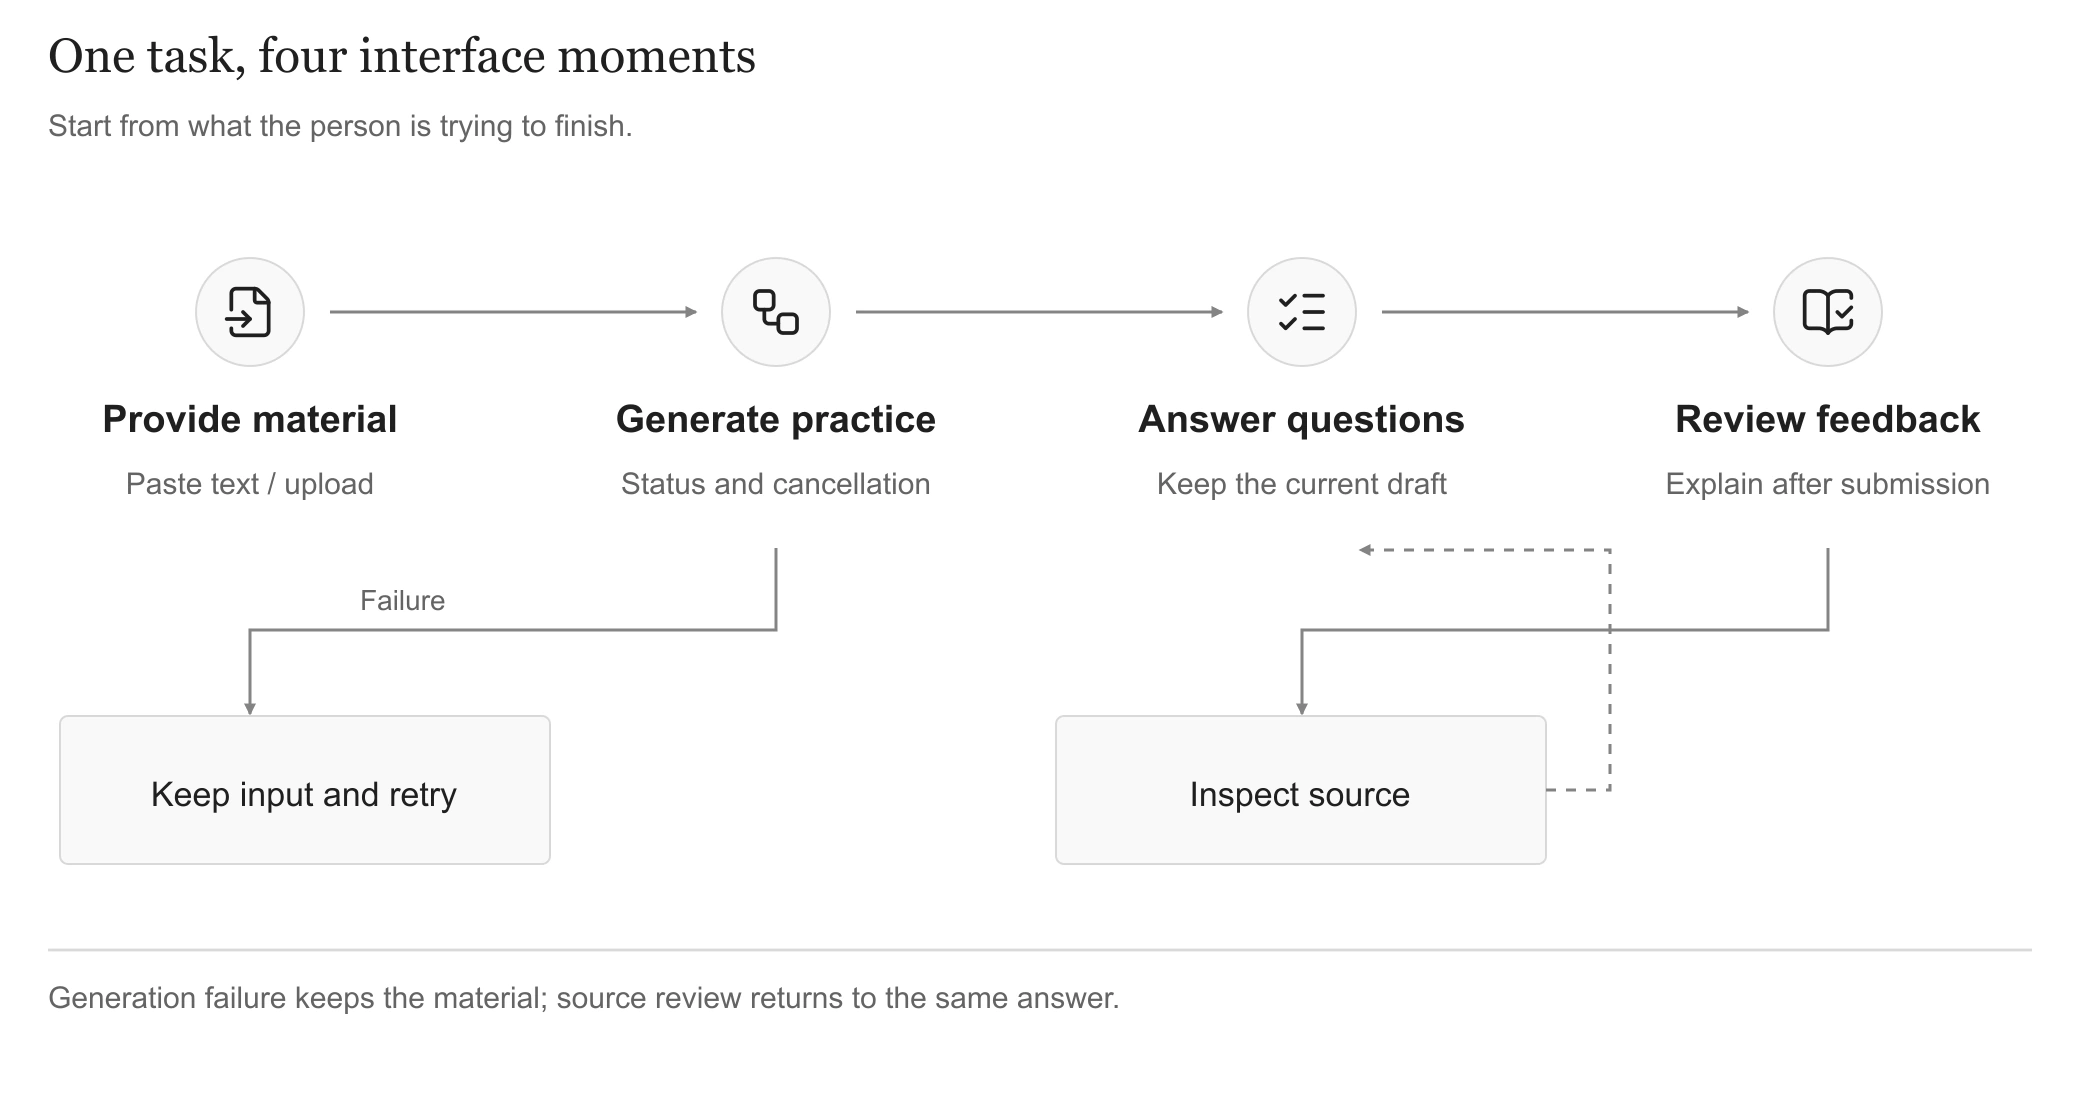 One task, four interface moments
Start from what the person is trying to finish.
Provide material
Paste text / upload
Generate practice
Status and cancellation
Answer questions
Keep the current draft
Review feedback
Explain after submission
Failure
Keep input and retry
Inspect source
Generation failure keeps the material; source review returns to the same answer.